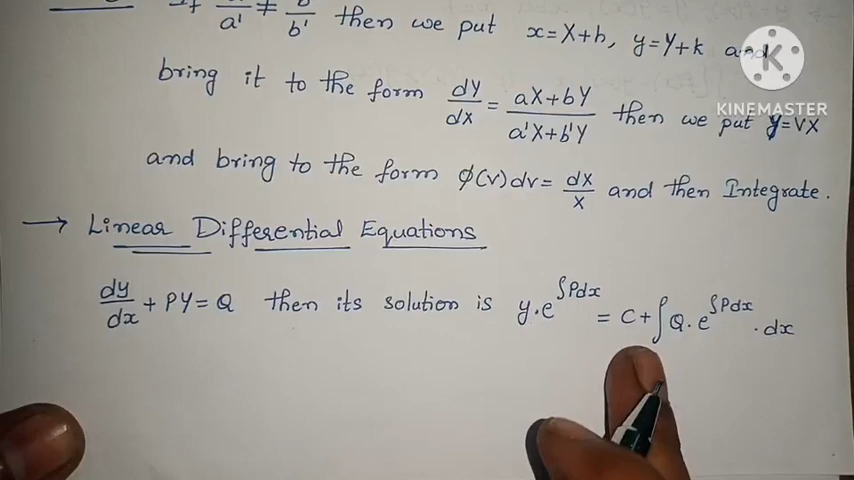 a/a' ≠ b/b' then we put x=X+h, y=Y+k and
bring it to the form dY/dX = aX+bY/a'X+b'Y then we put y=VX
and bring to the form φ(v)dv = dX/X and then Integrate.
→ Linear Differential Equations
dy/dx + PY = Q then its solution is y.e^∫Pdx = C+∫Q.e^∫Pdx .dx
KINEMASTER